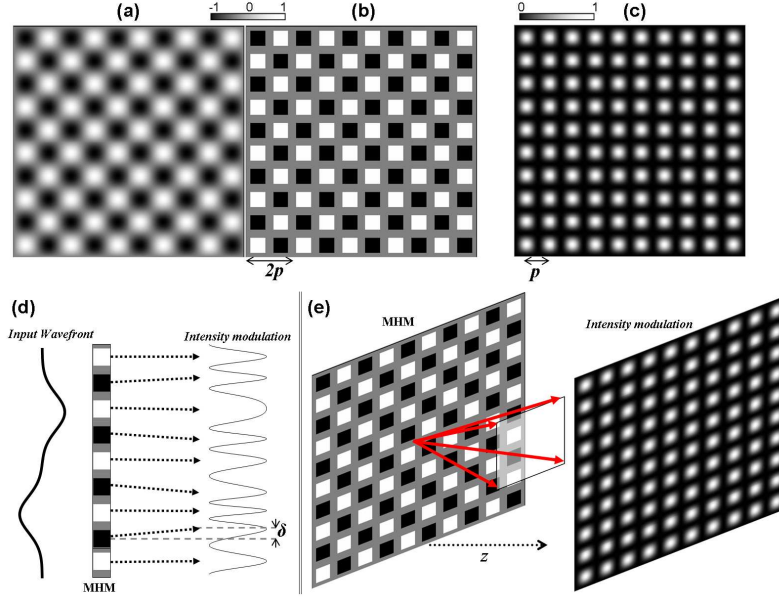 (a)
-1 0 1
(b)
0 1
(c)
2p
p
(d)
Input Wavefront
Intensity modulation
δ
MHM
(e)
MHM
Intensity modulation
z